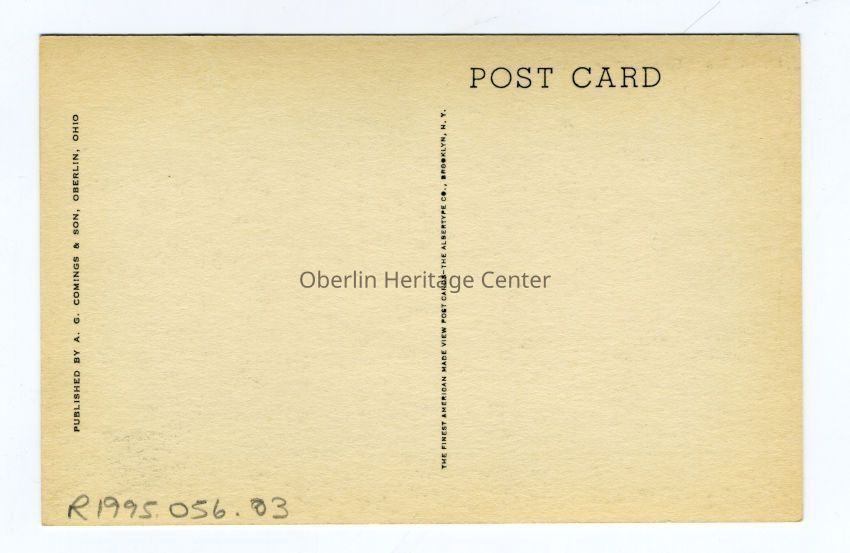 POST CARD
PUBLISHED BY A. G. COMINGS & SON, OBERLIN, OHIO
THE FINEST AMERICAN MADE VIEW POST CARDS—THE ALBERTYPE CO., BROOKLYN, N. Y.
Oberlin Heritage Center
R1995.056.03